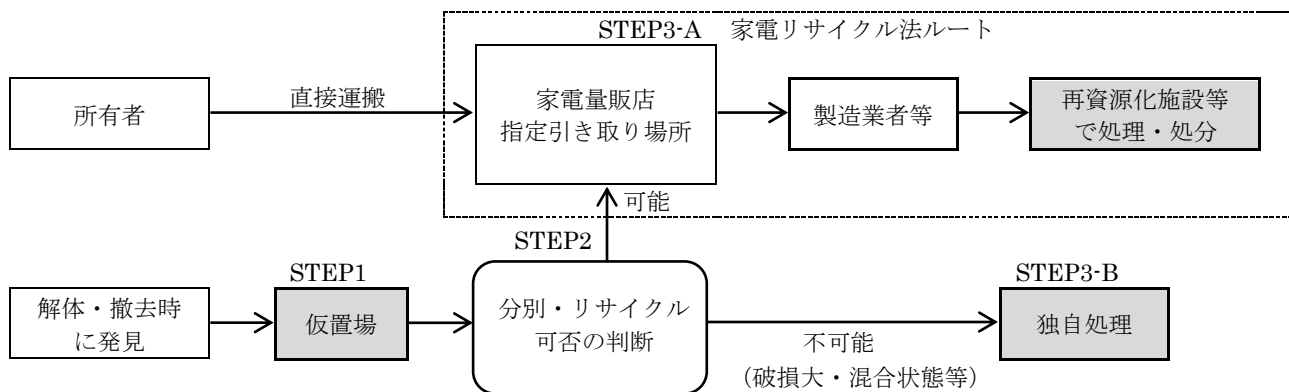 STEP3-A 家電リサイクル法ルート
所有者
直接運搬
家電量販店
指定引き取り場所
製造業者等
再資源化施設等
で処理・処分
可能
STEP2
STEP1
STEP3-B
解体・撤去時
に発見
仮置場
分別・リサイクル
可否の判断
不可能
（破損大・混合状態等）
独自処理